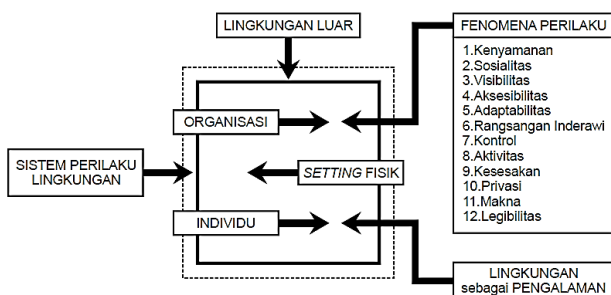 LINGKUNGAN LUAR
FENOMENA PERILAKU
1.Kenyamanan
2.Sosialitas
3.Visibilitas
4.Aksesibilitas
5.Adaptabilitas
6.Rangsangan Inderawi
7.Kontrol
8.Aktivitas
9.Kesesakan
10.Privasi
11.Makna
12.Legibilitas
ORGANISASI
SISTEM PERILAKU
LINGKUNGAN
SETTING FISIK
INDIVIDU
LINGKUNGAN
sebagai PENGALAMAN